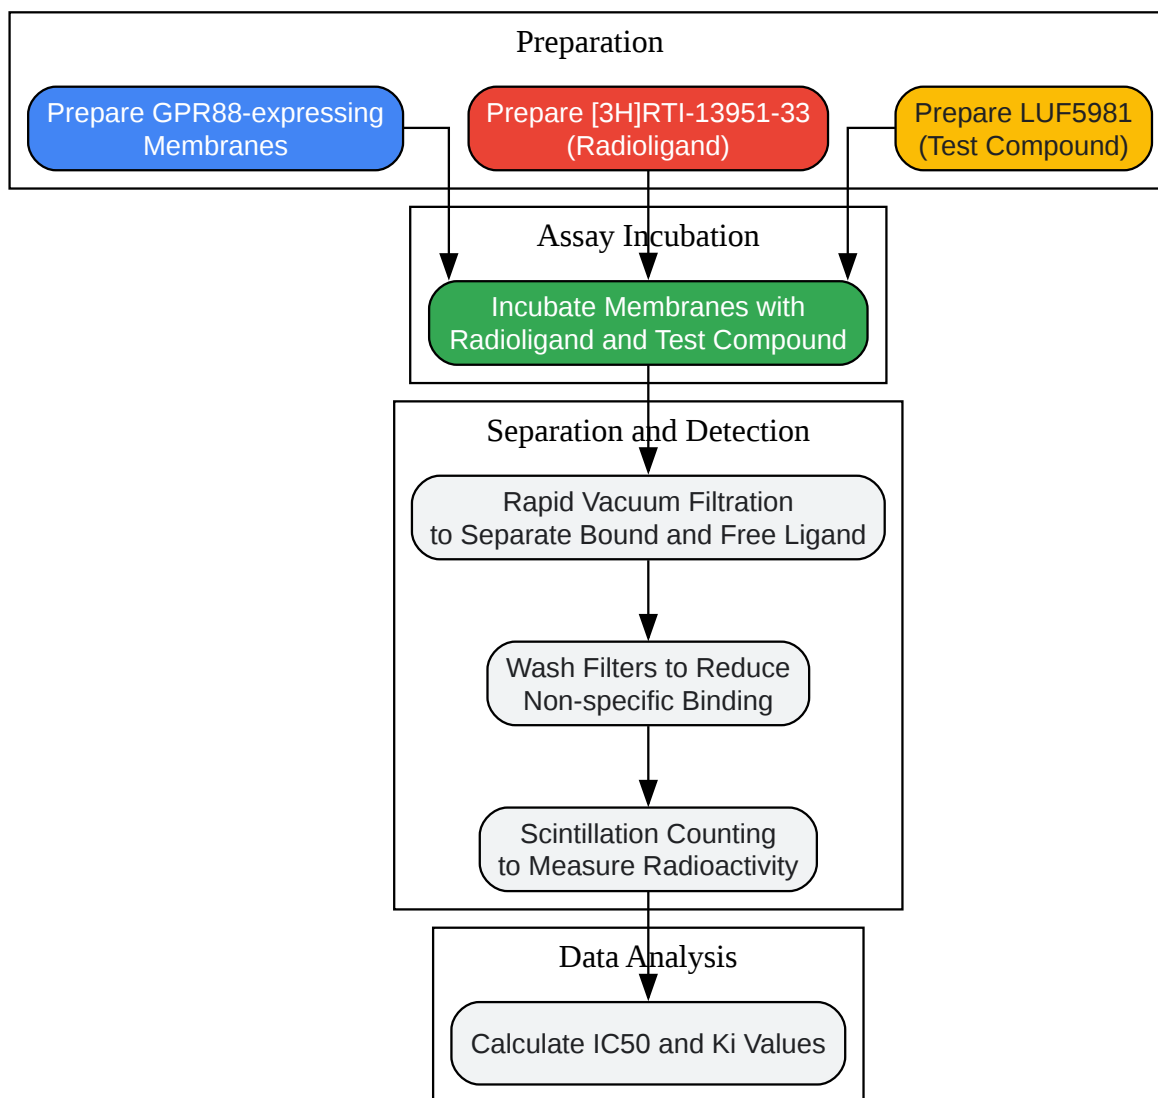 Preparation
Prepare GPR88-expressing
Membranes
Prepare [3H]RTI-13951-33
(Radioligand)
Prepare LUF5981
(Test Compound)
Assay Incubation
Incubate Membranes with
Radioligand and Test Compound
Separation and Detection
Rapid Vacuum Filtration
to Separate Bound and Free Ligand
Wash Filters to Reduce
Non-specific Binding
Scintillation Counting
to Measure Radioactivity
Data Analysis
Calculate IC50 and Ki Values